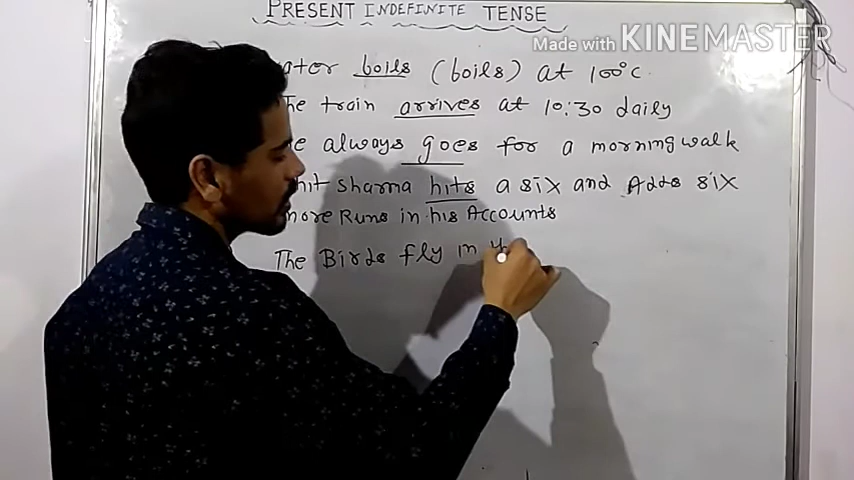 PRESENT INDEFINITE TENSE
Made with KINEMASTER
ater boils (boils) at 100°C.
he train arrives at 10:30 daily
e always goes for a morning walk
hit sharma hits a six and Adds six
more Runs in his Accounts
The Birds fly in